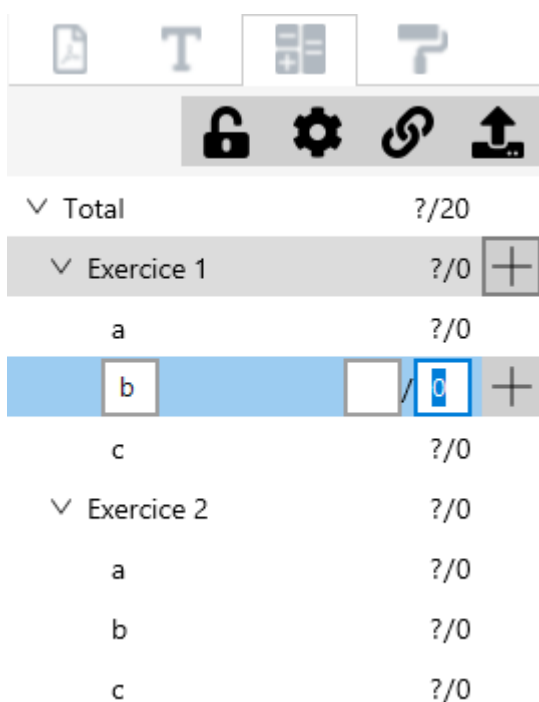 T
Total ?/20
Exercice 1 ?/0
a ?/0
b /0
c ?/0
Exercice 2 ?/0
a ?/0
b ?/0
c ?/0